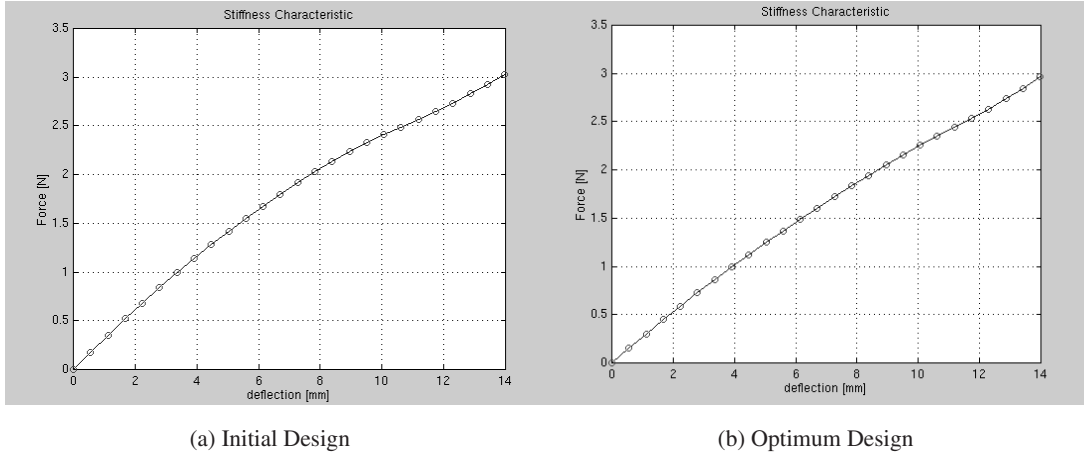 Stiffness Characteristic
3.5
3
2.5
2
1.5
1
0.5
0
Force [N]
0 2 4 6 8 10 12 14
deflection [mm]
(a) Initial Design
Stiffness Characteristic
3.5
3
2.5
2
1.5
1
0.5
0
Force [N]
0 2 4 6 8 10 12 14
deflection [mm]
(b) Optimum Design